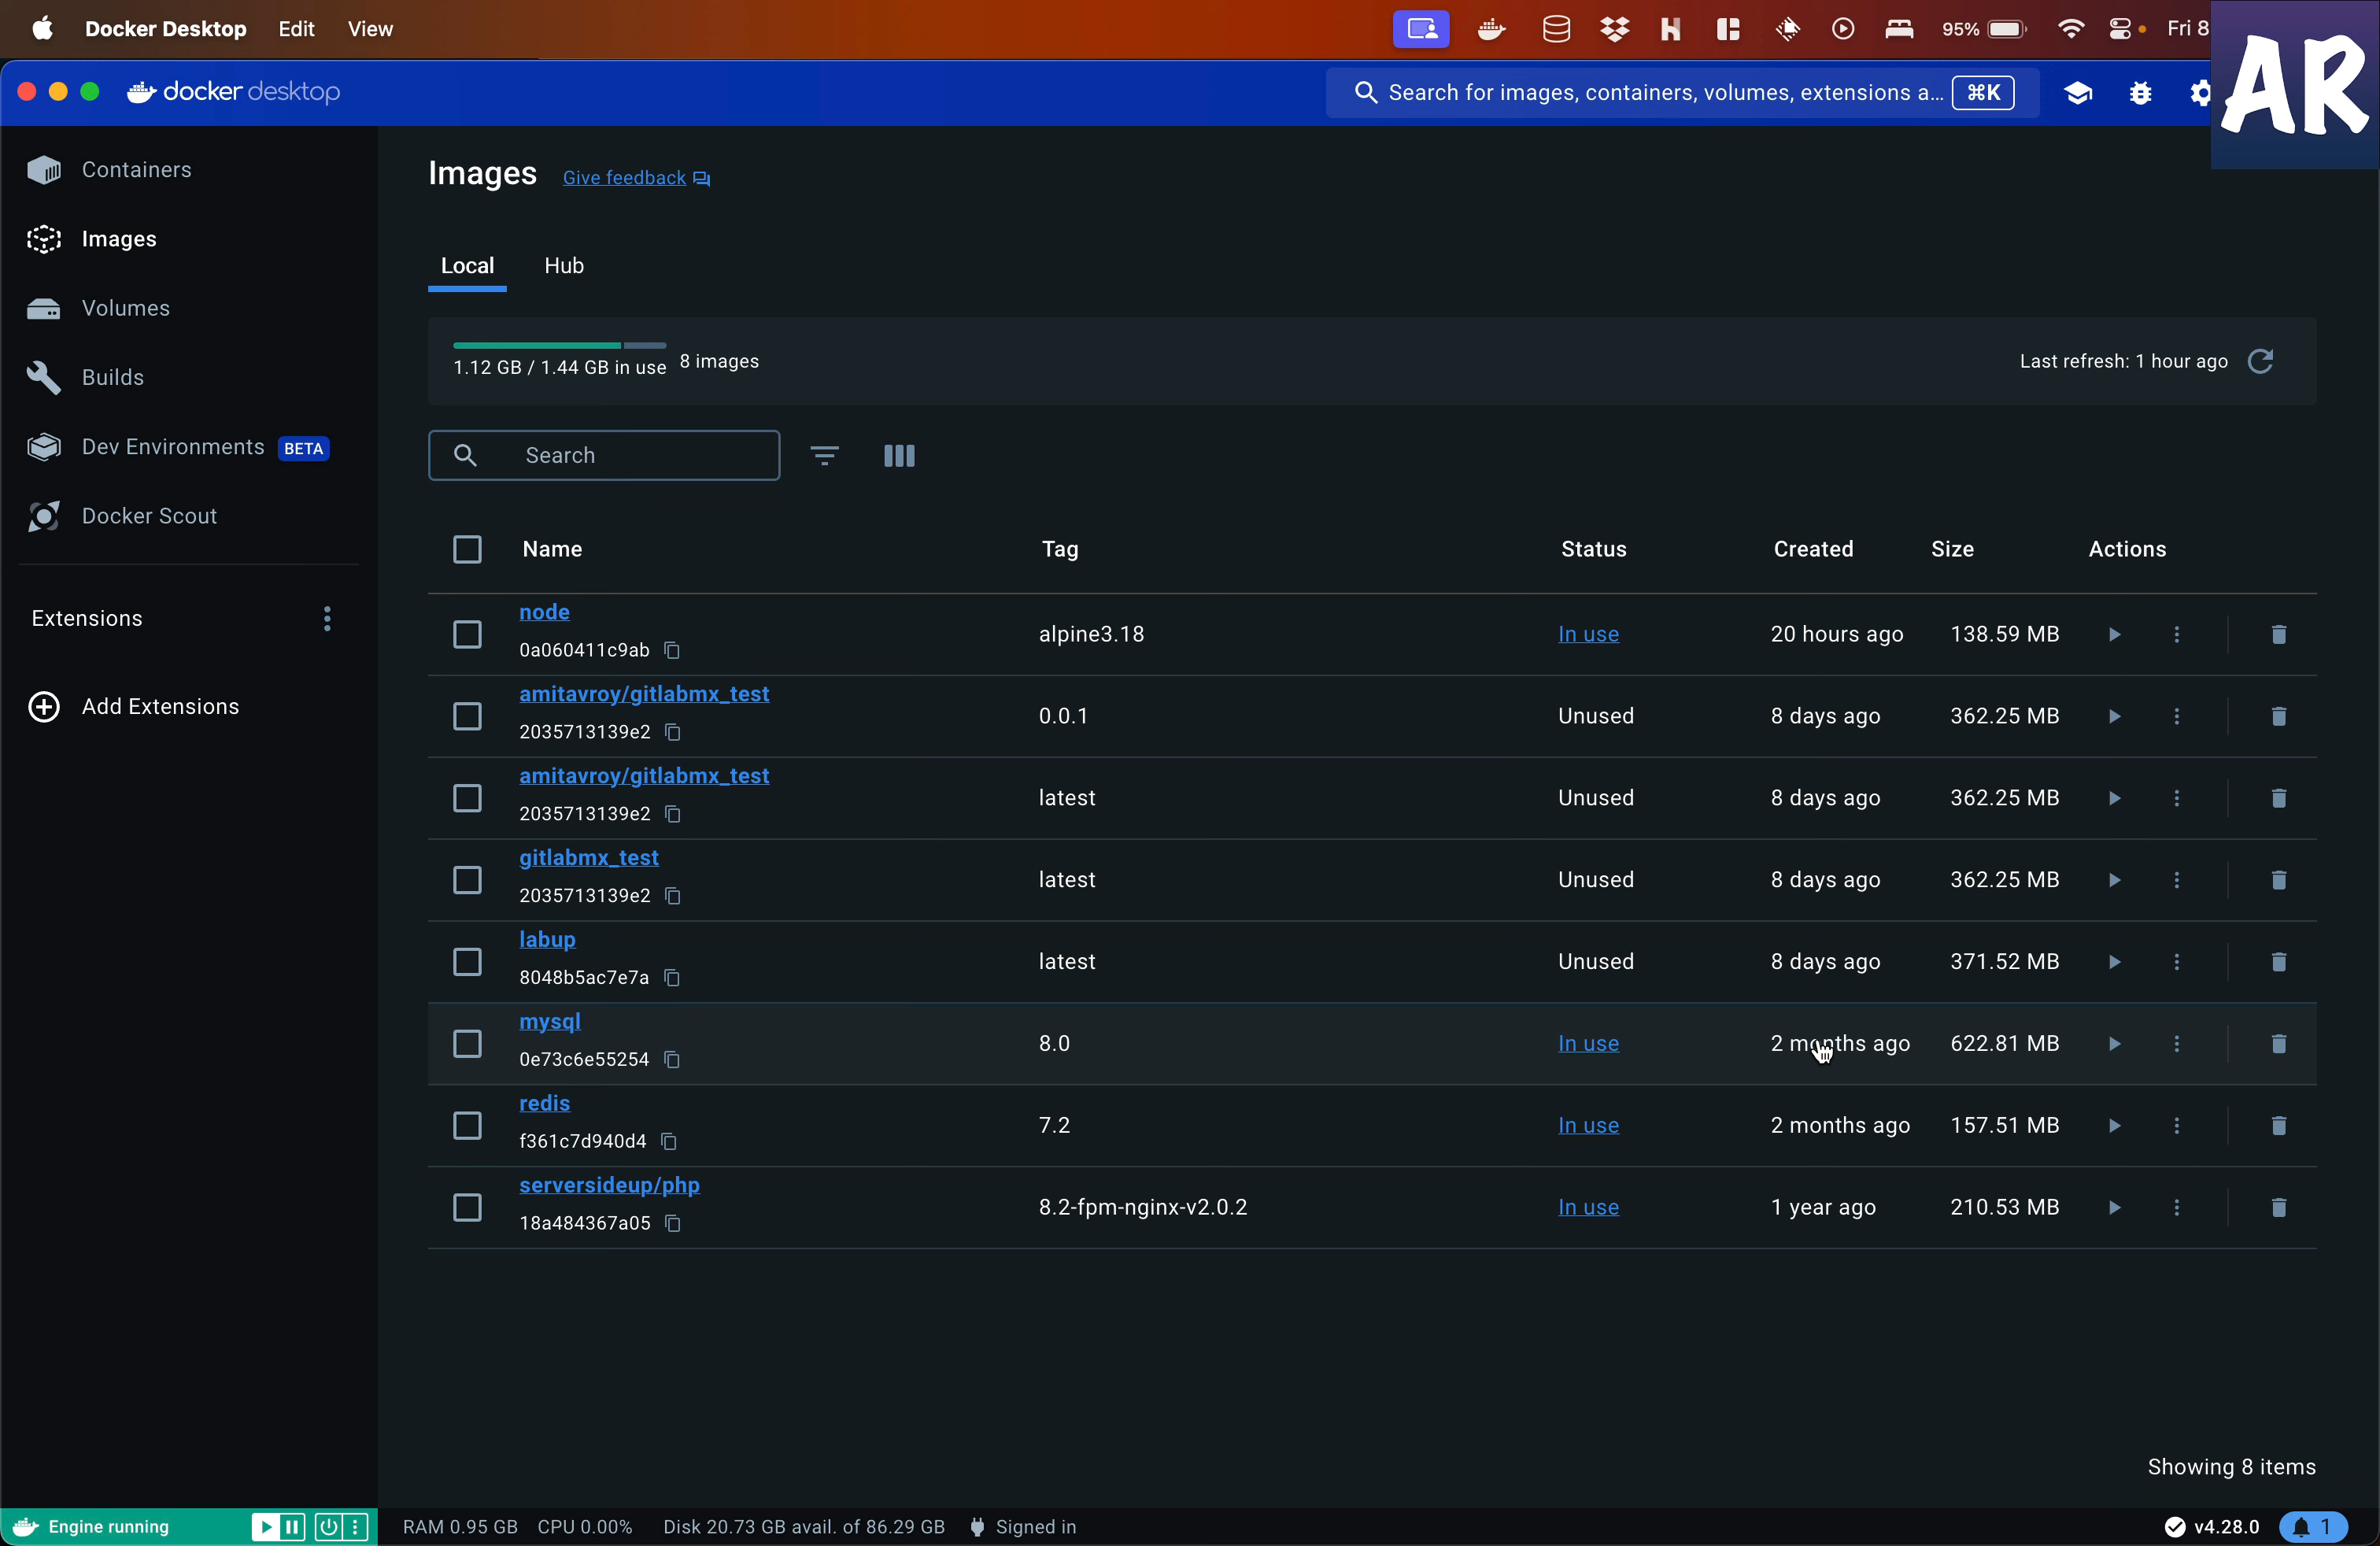 Docker Desktop Edit View 95% Fri 8
docker desktop Search for images, containers, volumes, extensions a... ⌘K
AR
Containers
Images
Volumes
Builds
Dev Environments BETA
Docker Scout
Extensions
Add Extensions
Images Give feedback
Local Hub
1.12 GB / 1.44 GB in use 8 images Last refresh: 1 hour ago
Search
Name Tag Status Created Size Actions
node
0a060411c9ab alpine3.18 In use 20 hours ago 138.59 MB
amitavroy/gitlabmx_test
2035713139e2 0.0.1 Unused 8 days ago 362.25 MB
amitavroy/gitlabmx_test
2035713139e2 latest Unused 8 days ago 362.25 MB
gitlabmx_test
2035713139e2 latest Unused 8 days ago 362.25 MB
labup
8048b5ac7e7a latest Unused 8 days ago 371.52 MB
mysql
0e73c6e55254 8.0 In use 2 months ago 622.81 MB
redis
f361c7d940d4 7.2 In use 2 months ago 157.51 MB
serversideup/php
18a484367a05 8.2-fpm-nginx-v2.0.2 In use 1 year ago 210.53 MB
Showing 8 items
Engine running RAM 0.95 GB CPU 0.00% Disk 20.73 GB avail. of 86.29 GB Signed in v4.28.0 1